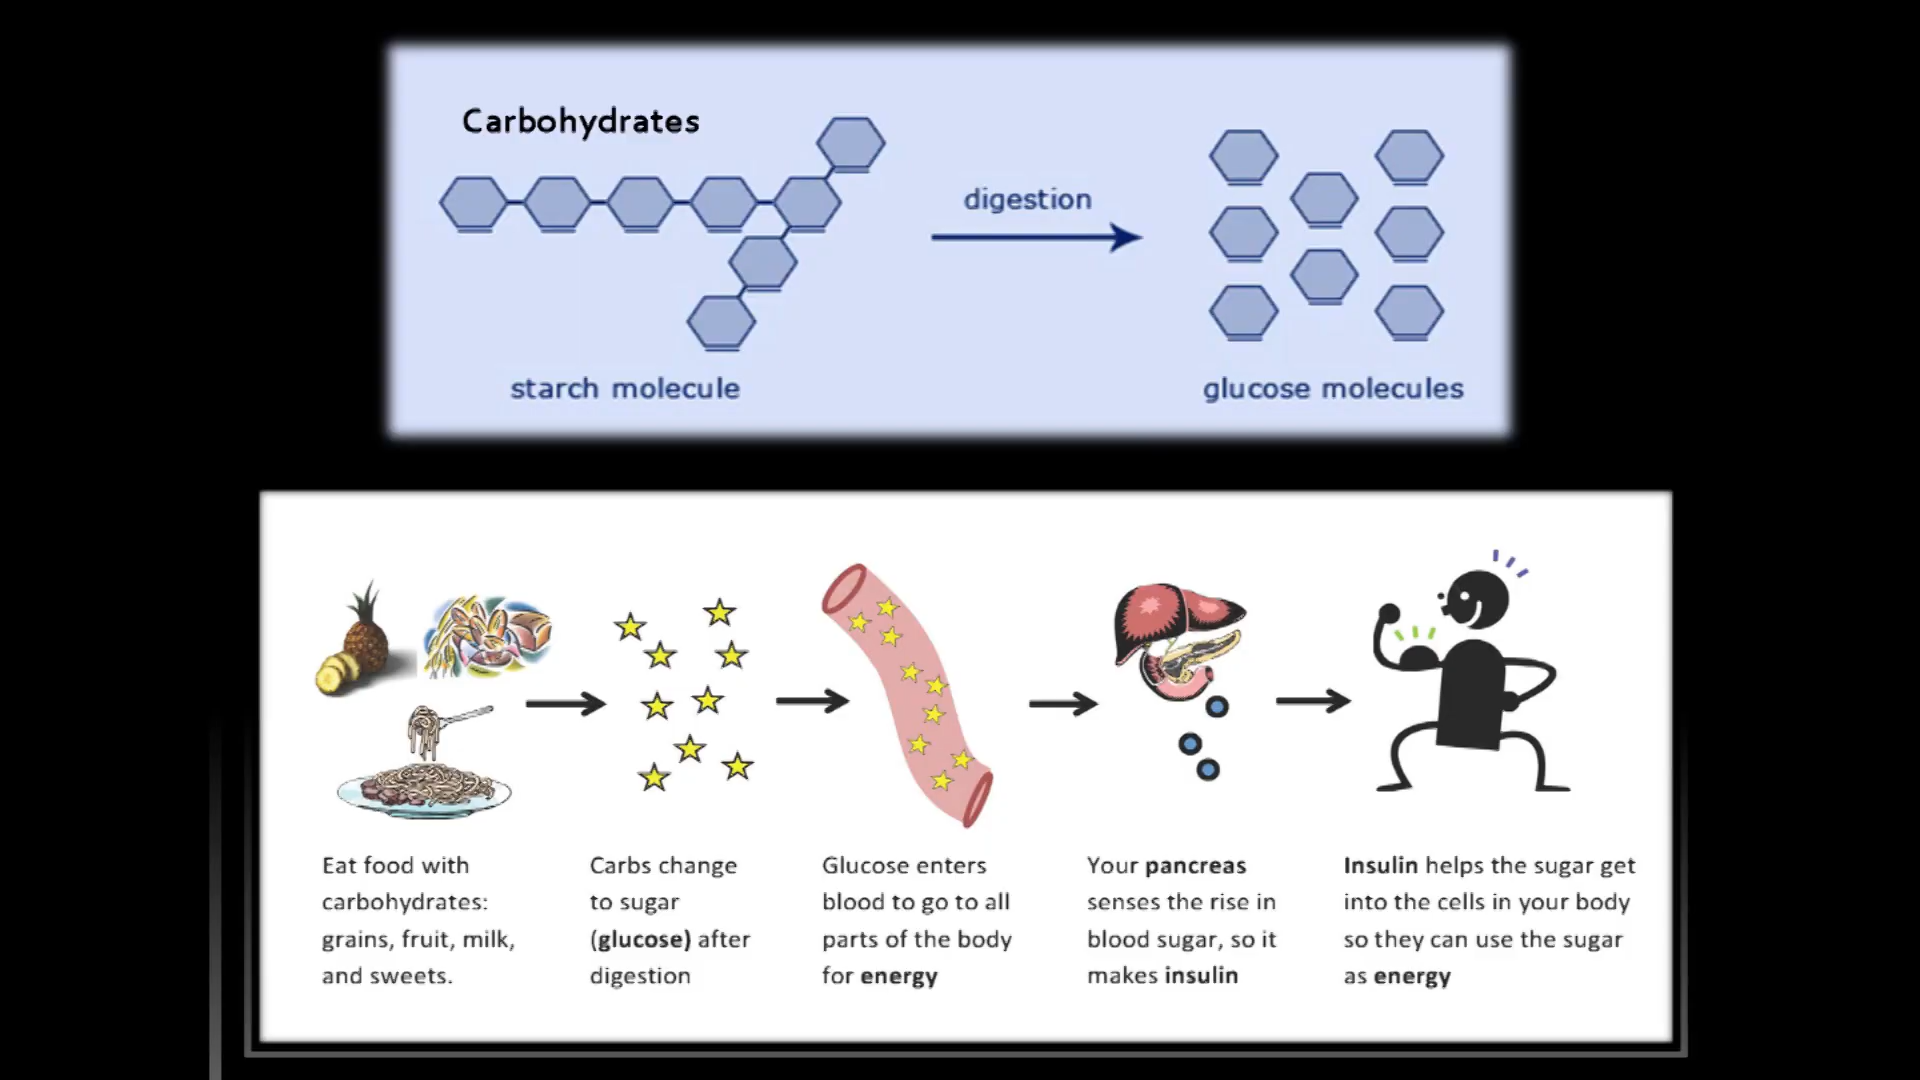 Carbohydrates
digestion
starch molecule
glucose molecules
Eat food with
carbohydrates:
grains, fruit, milk,
and sweets.
Carbs change
to sugar
(glucose) after
digestion
Glucose enters
blood to go to all
parts of the body
for energy
Your pancreas
senses the rise in
blood sugar, so it
makes insulin
Insulin helps the sugar get
into the cells in your body
so they can use the sugar
as energy